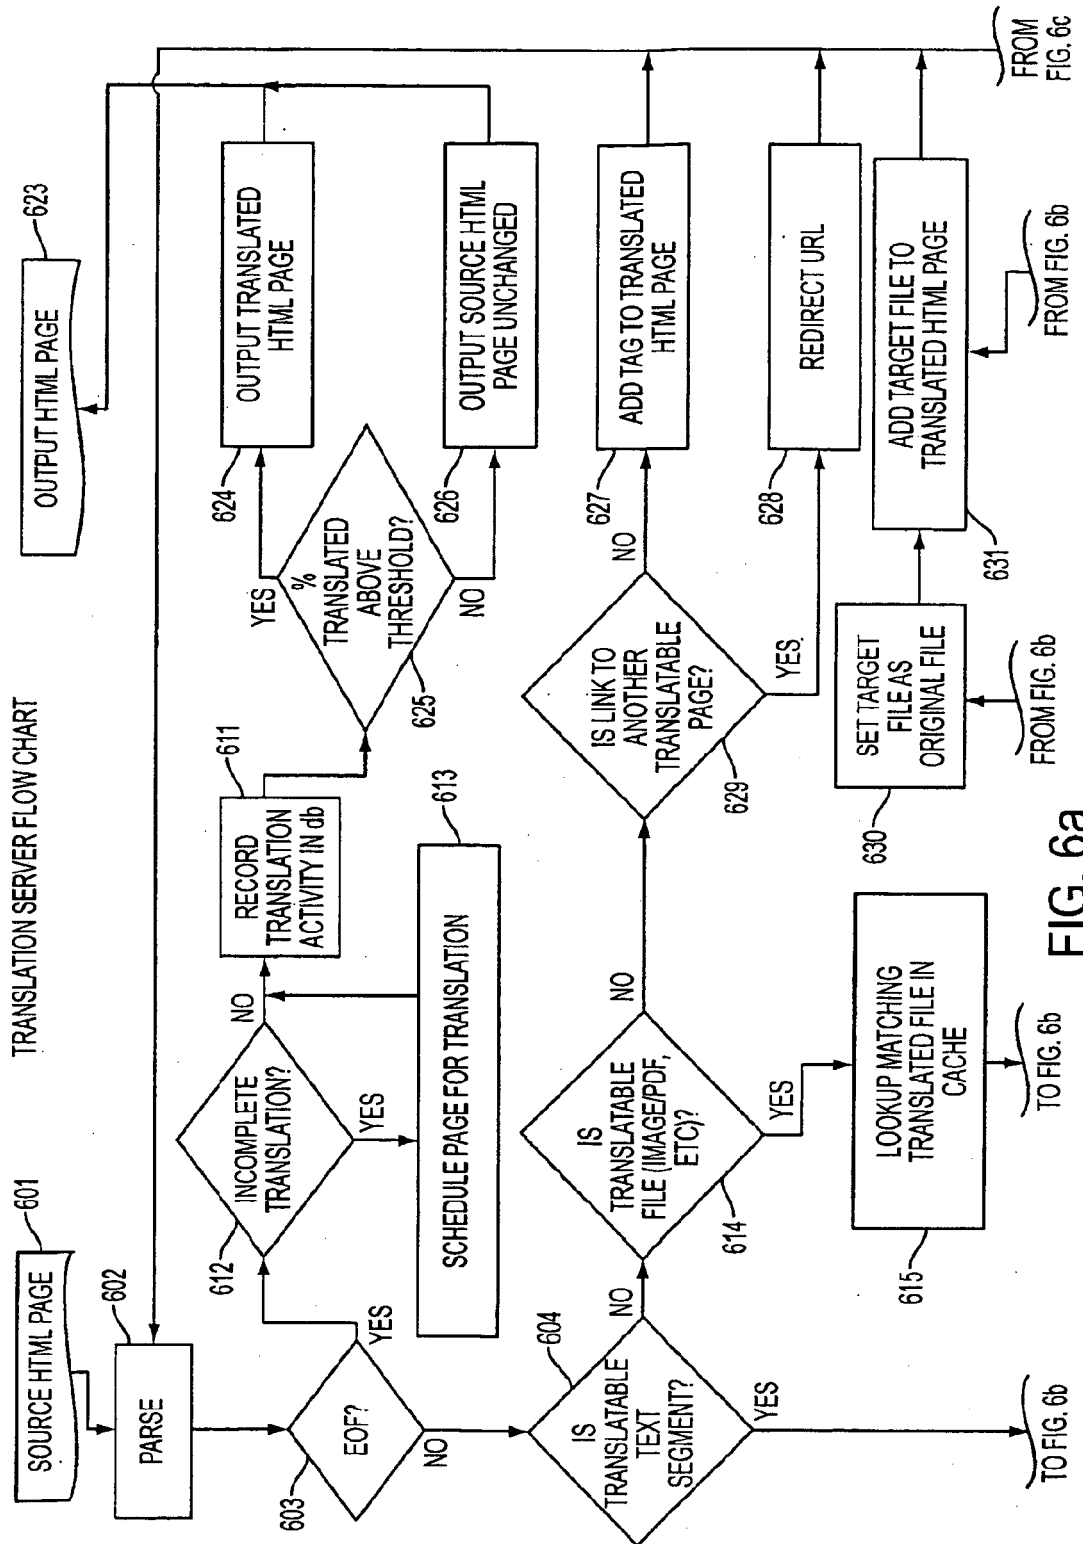 TRANSLATION SERVER FLOW CHART
SOURCE HTML PAGE
601
PARSE
602
EOF?
603
YES
NO
INCOMPLETE
TRANSLATION?
612
NO
YES
SCHEDULE PAGE FOR TRANSLATION
613
RECORD
TRANSLATION
ACTIVITY IN db
611
%
TRANSLATED
ABOVE
THRESHOLD?
625
YES
NO
OUTPUT TRANSLATED
HTML PAGE
624
OUTPUT SOURCE HTML
PAGE UNCHANGED
626
OUTPUT HTML PAGE
623
IS
TRANSLATABLE
TEXT
SEGMENT?
604
NO
YES
TO FIG. 6b
IS
TRANSLATABLE
FILE (IMAGE/PDF,
ETC)?
614
NO
YES
LOOKUP MATCHING
TRANSLATED FILE IN
CACHE
615
TO FIG. 6b
IS LINK TO
ANOTHER
TRANSLATABLE
PAGE?
629
NO
YES.
ADD TAG TO TRANSLATED
HTML PAGE
627
REDIRECT URL
628
SET TARGET
FILE AS
ORIGINAL FILE
630
FROM FIG. 6b
ADD TARGET FILE TO
TRANSLATED HTML PAGE
631
FROM FIG. 6b
FROM
FIG. 6c
FIG. 6a